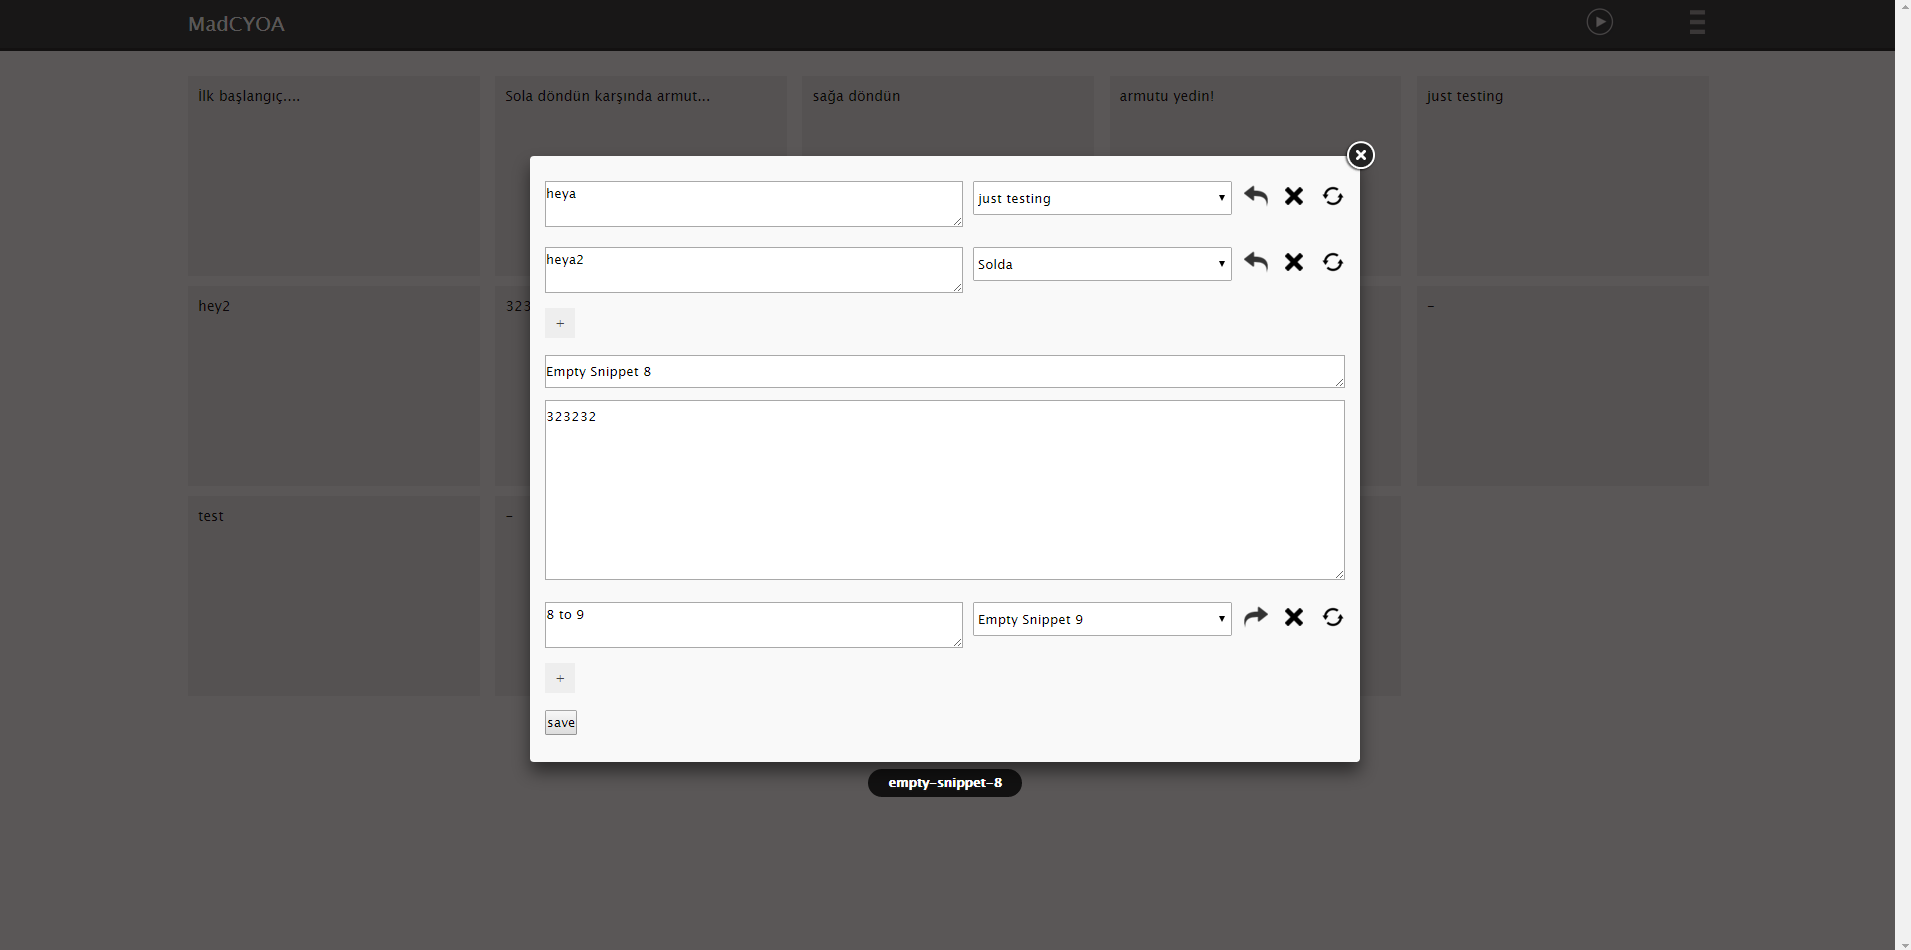 MadCYOA
İlk başlangıç....
Sola döndün karşında armut...
sağa döndün
armutu yedin!
just testing
heya
just testing
heya2
Solda
hey2
323
-
+
Empty Snippet 8
323232
test
-
8 to 9
Empty Snippet 9
+
save
empty-snippet-8